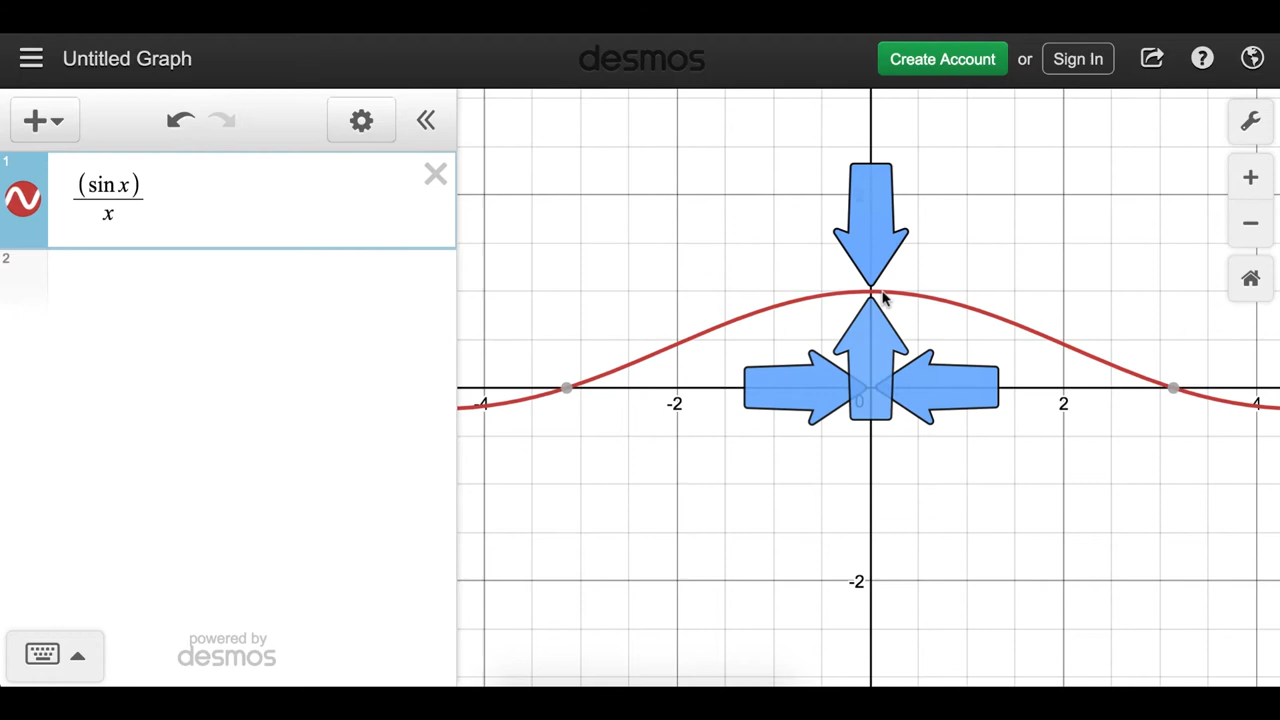 Untitled Graph
desmos
Create Account or Sign In
1
(sin x)
x
2
powered by
desmos
-4
-2
0
2
4
-2